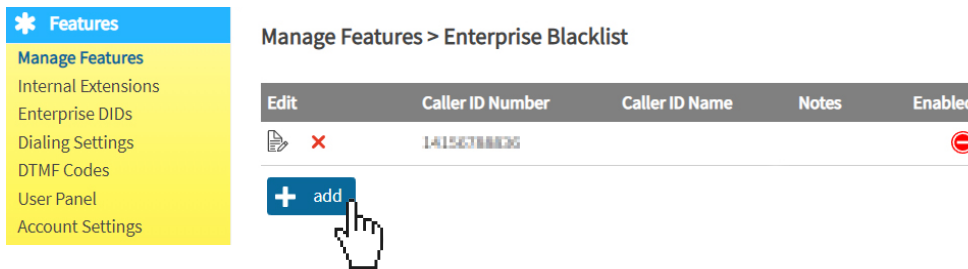 Features
Manage Features
Internal Extensions
Enterprise DIDs
Dialing Settings
DTMF Codes
User Panel
Account Settings
Manage Features > Enterprise Blacklist
Edit Caller ID Number Caller ID Name Notes Enabled
add